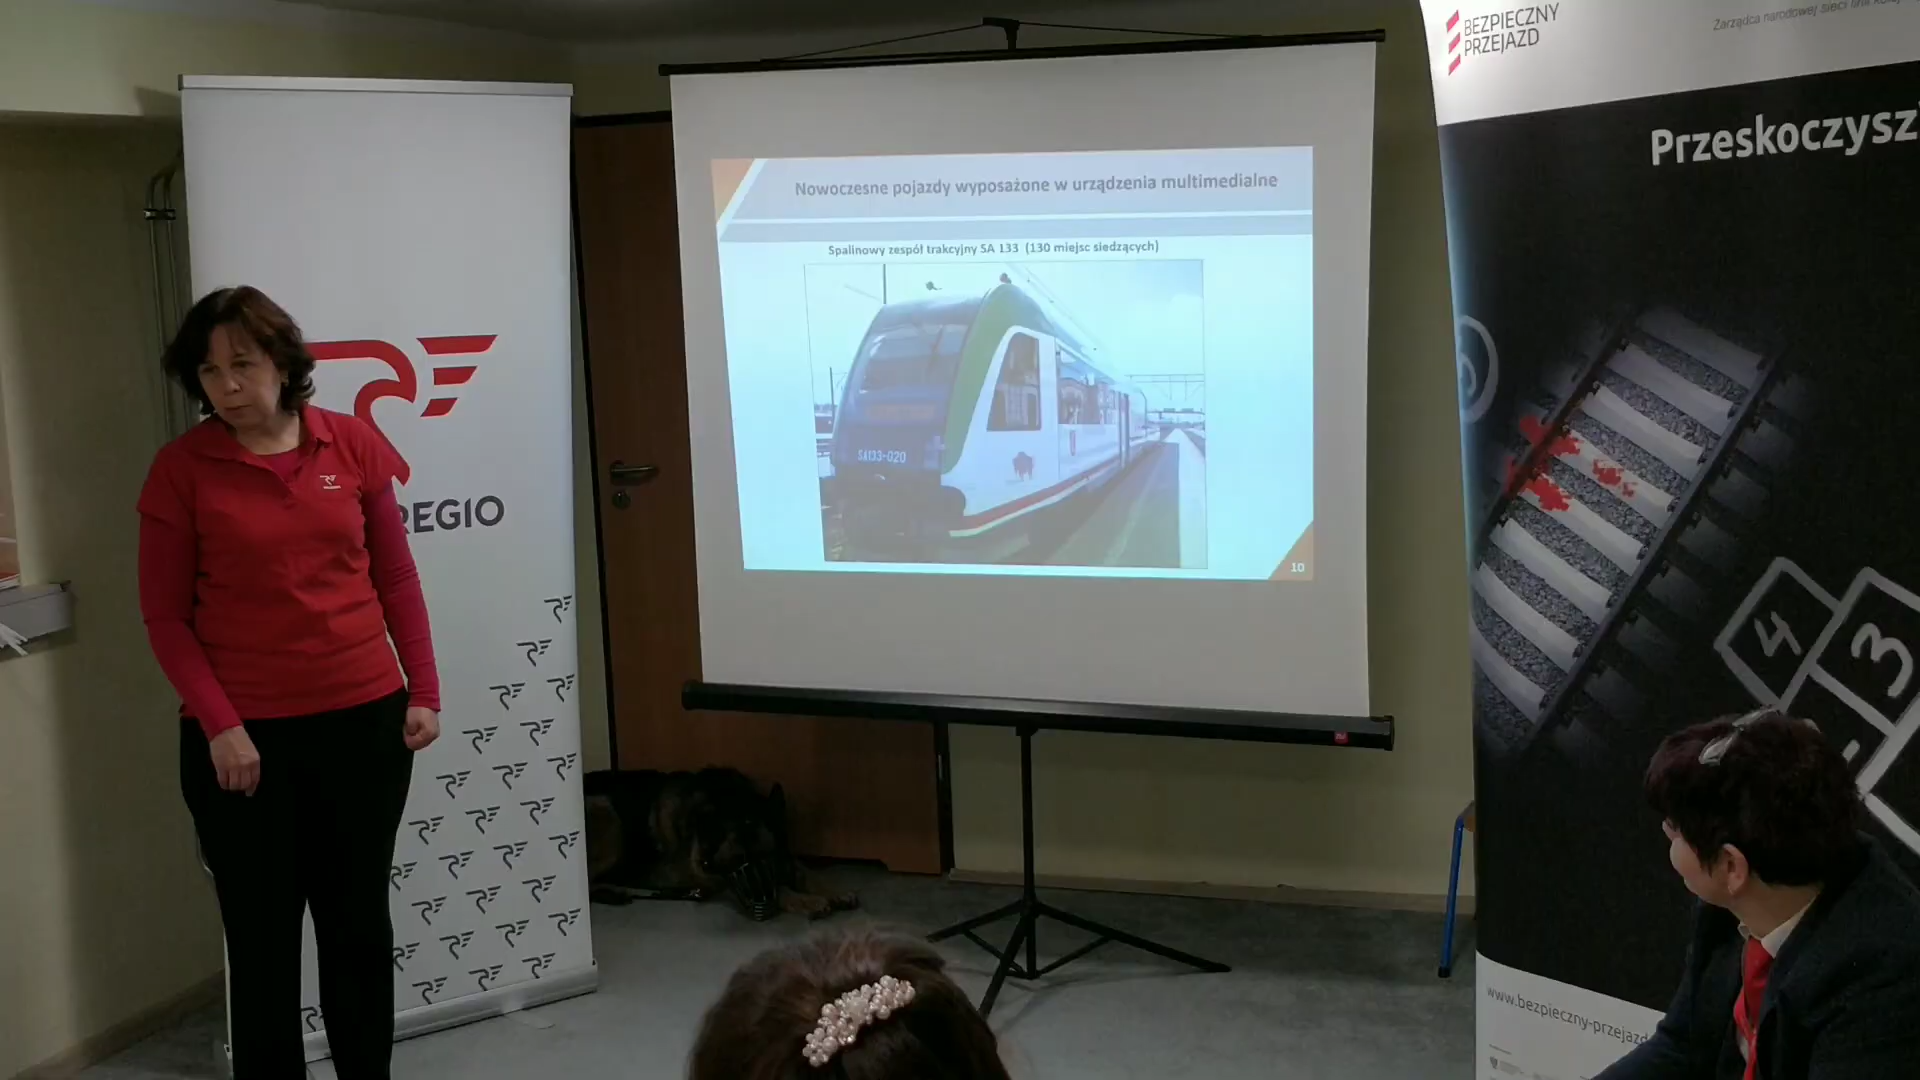 REGIO
Nowoczesne pojazdy wyposażone w urządzenia multimedialne
Spalinowy zespół trakcyjny SA 133 (130 miejsc siedzących)
SA133-020
10
BEZPIECZNY
PRZEJAZD
Zarządca narodowej sieci linii
Przeskoczysz
4
3
www.bezpieczny-przejazd